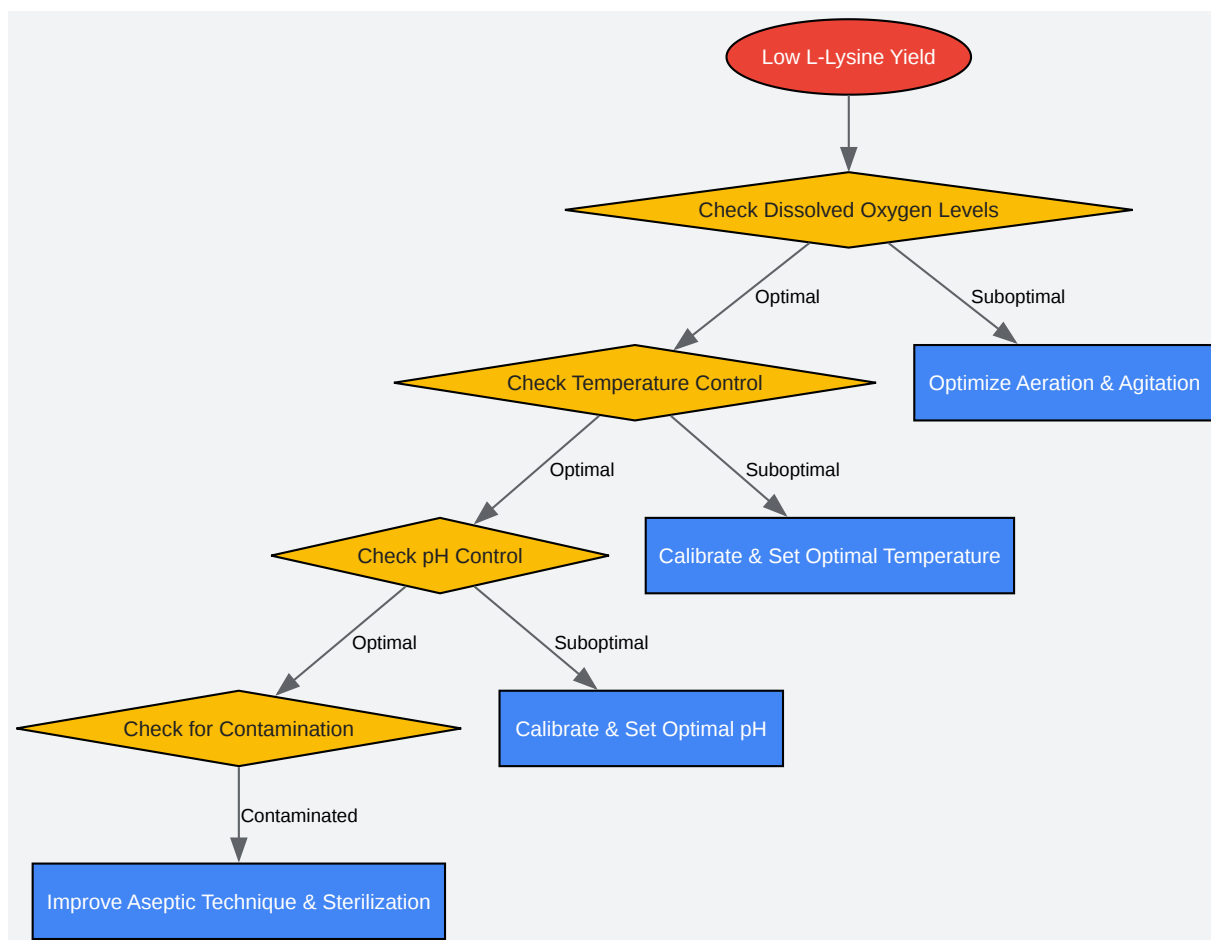 Low L-Lysine Yield
Check Dissolved Oxygen Levels
Optimal
Suboptimal
Check Temperature Control
Optimize Aeration & Agitation
Optimal
Suboptimal
Check pH Control
Calibrate & Set Optimal Temperature
Optimal
Suboptimal
Check for Contamination
Calibrate & Set Optimal pH
Contaminated
Improve Aseptic Technique & Sterilization